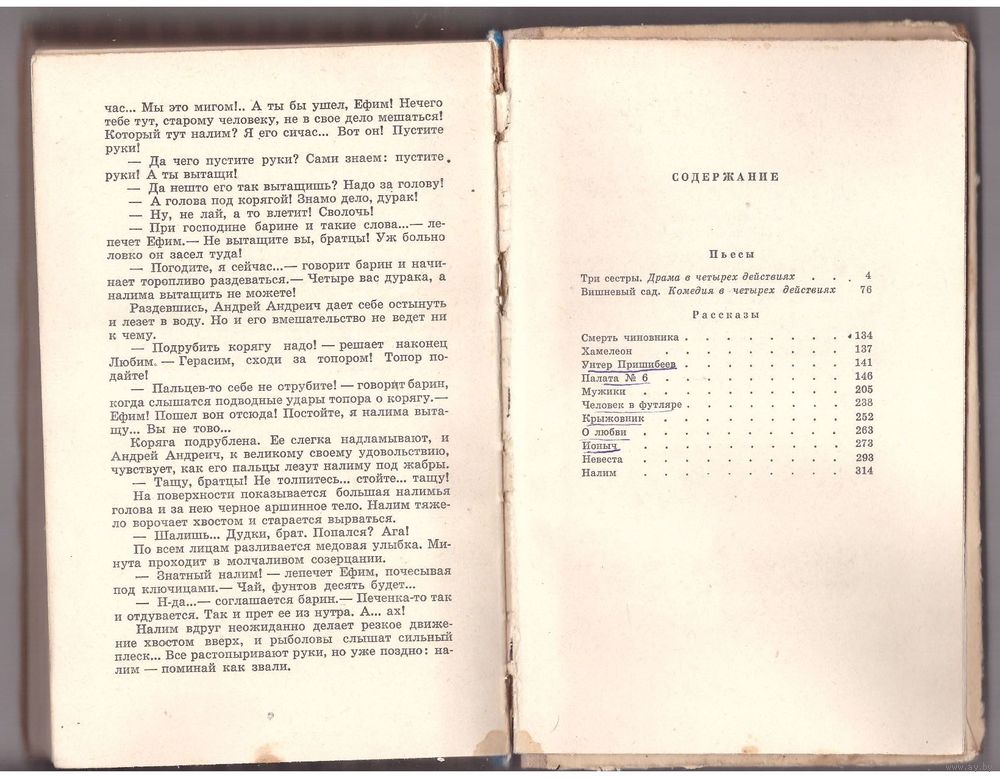 час... Мы это мигом!.. А ты бы ушел, Ефим! Нечего
тебе тут, старому человеку, не в свое дело мешаться!
Который тут налим? Я его сичас... Вот он! Пустите
руки!
— Да чего пустите руки? Сами знаем: пустите
руки! А ты вытащи!
— Да нешто его так вытащишь? Надо за голову!
— А голова под корягой! Знамо дело, дурак!
— Ну, не лай, а то влетит! Сволочь!
— При господине барине и такие слова...— ле-
печет Ефим.— Не вытащите вы, братцы! Уж больно
ловко он засел туда!
— Погодите, я сейчас...— говорит барин и начи-
нает торопливо раздеваться.— Четыре вас дурака, а
налима вытащить не можете!
Раздевшись, Андрей Андреич дает себе остынуть
и лезет в воду. Но и его вмешательство не ведет ни
к чему.
— Подрубить корягу надо! — решает наконец
Любим. — Герасим, сходи за топором! Топор по-
дайте!
— Пальцев-то себе не отрубите! — говорит барин,
когда слышатся подводные удары топора о корягу.—
Ефим! Пошел вон отсюда! Постойте, я налима выта-
щу... Вы не тово...
Коряга подрублена. Ее слегка надламывают, и
Андрей Андреич, к великому своему удовольствию,
чувствует, как его пальцы лезут налиму под жабры.
— Тащу, братцы! Не толпитесь... стойте... тащу!
На поверхности показывается большая налимья
голова и за нею черное аршинное тело. Налим тяже-
ло ворочает хвостом и старается вырваться.
— Шалишь... Дудки, брат. Попался? Ага!
По всем лицам разливается медовая улыбка. Ми-
нута проходит в молчаливом созерцании.
— Знатный налим! — лепечет Ефим, почесывая
под ключицами.— Чай, фунтов десять будет...
— Н-да...— соглашается барин.— Печенка-то так
и отдувается. Так и прет ее из нутра. А... ах!
Налим вдруг неожиданно делает резкое движе-
ние хвостом вверх, и рыболовы слышат сильный
плеск... Все растопыривают руки, но уже поздно: на-
лим — поминай как звали.
СОДЕРЖАНИЕ
Пьесы
Три сестры. Драма в четырех действиях . . . 4
Вишневый сад. Комедия в четырех действиях 76
Рассказы
Смерть чиновника . . . . . . . . 134
Хамелеон . . . . . . . . . 137
Унтер Пришибеев . . . . . . . . 141
Палата № 6 . . . . . . . . . 146
Мужики . . . . . . . . . . 205
Человек в футляре . . . . . . . . 238
Крыжовник . . . . . . . . . 252
О любви . . . . . . . . . . 263
Ионыч . . . . . . . . . . 273
Невеста . . . . . . . . . . 293
Налим . . . . . . . . . . 314
www.ay.by